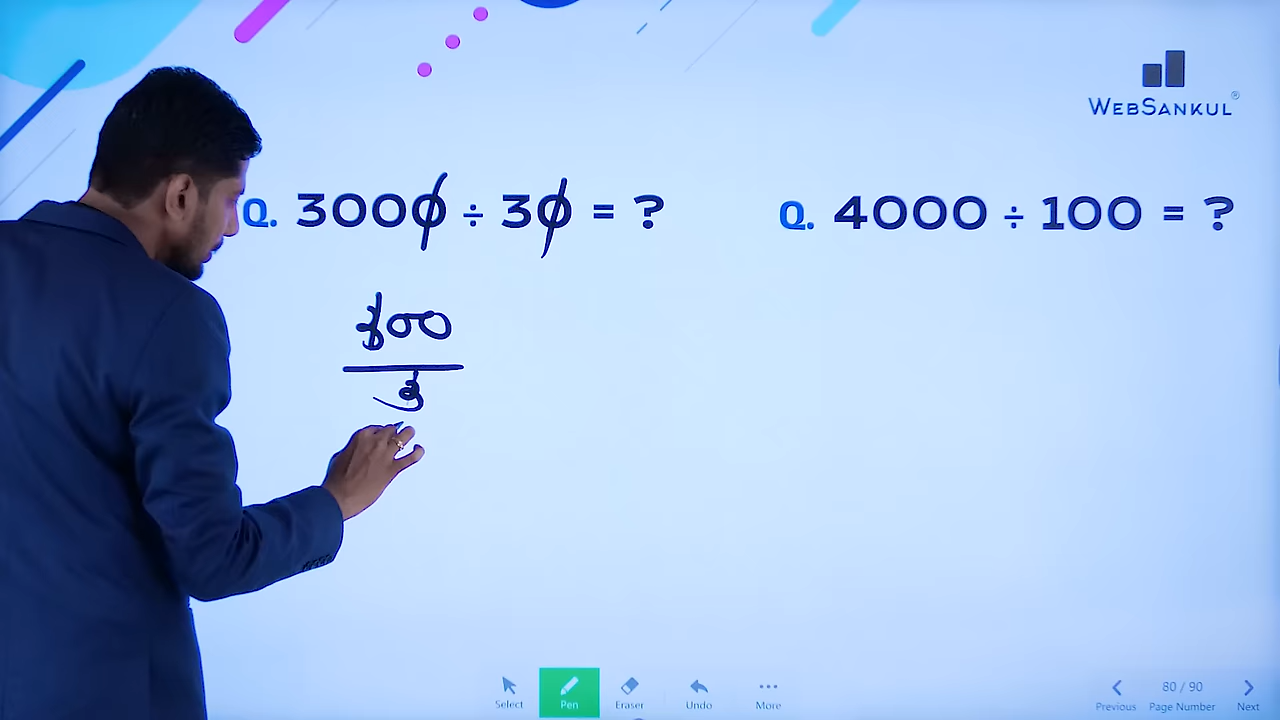 WEBSANKUL®
Q. 3000 ÷ 30 = ?
Q. 4000 ÷ 100 = ?
300
3
Select
Pen
Eraser
Undo
More
Previous
80 / 90
Page Number
Next